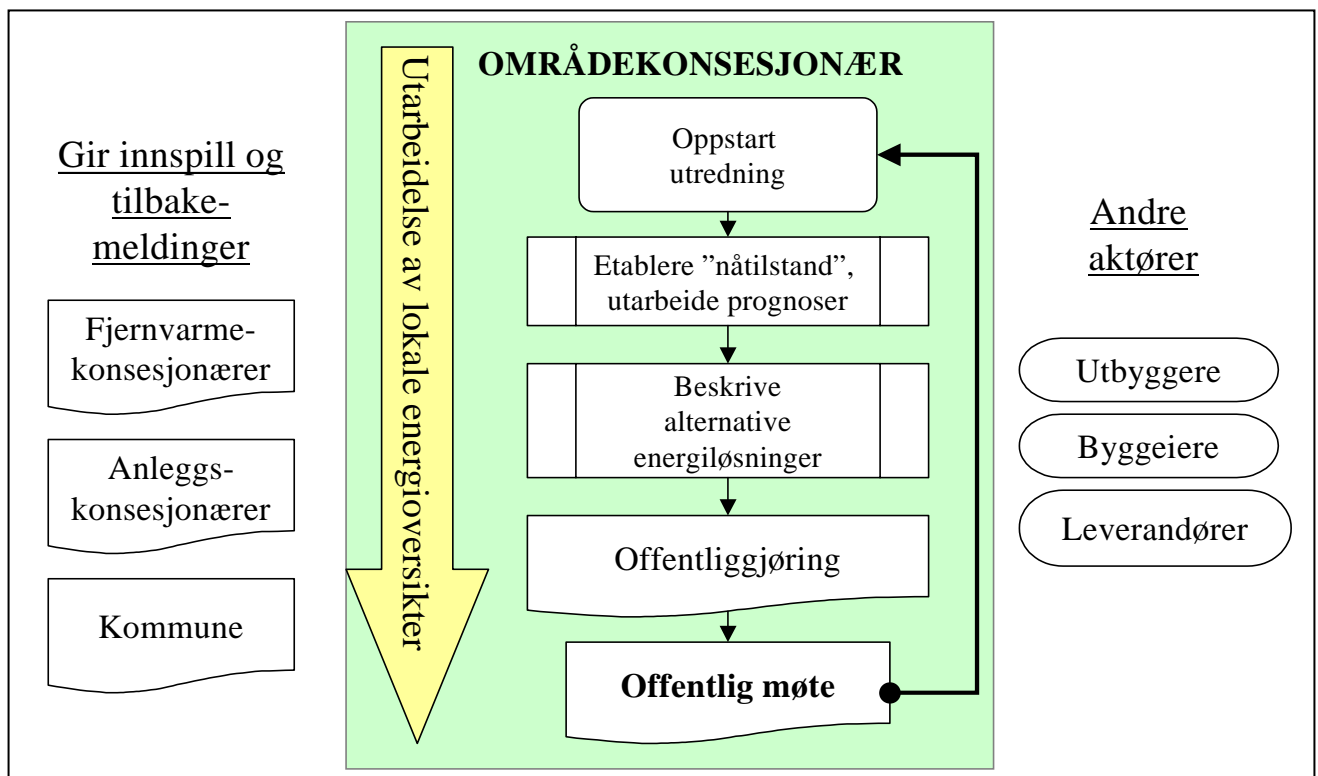 Gir innspill og
tilbake-
meldinger
Fjernvarme-
konsesjonærer
Anleggs-
konsesjonærer
Kommune
Utarbeidelse av lokale energioversikter
OMRÅDEKONSESJONÆR
Oppstart
utredning
Etablere ”nåtilstand”,
utarbeide prognoser
Beskrive
alternative
energiløsninger
Offentliggjøring
Offentlig møte
Andre
aktører
Utbyggere
Byggeiere
Leverandører